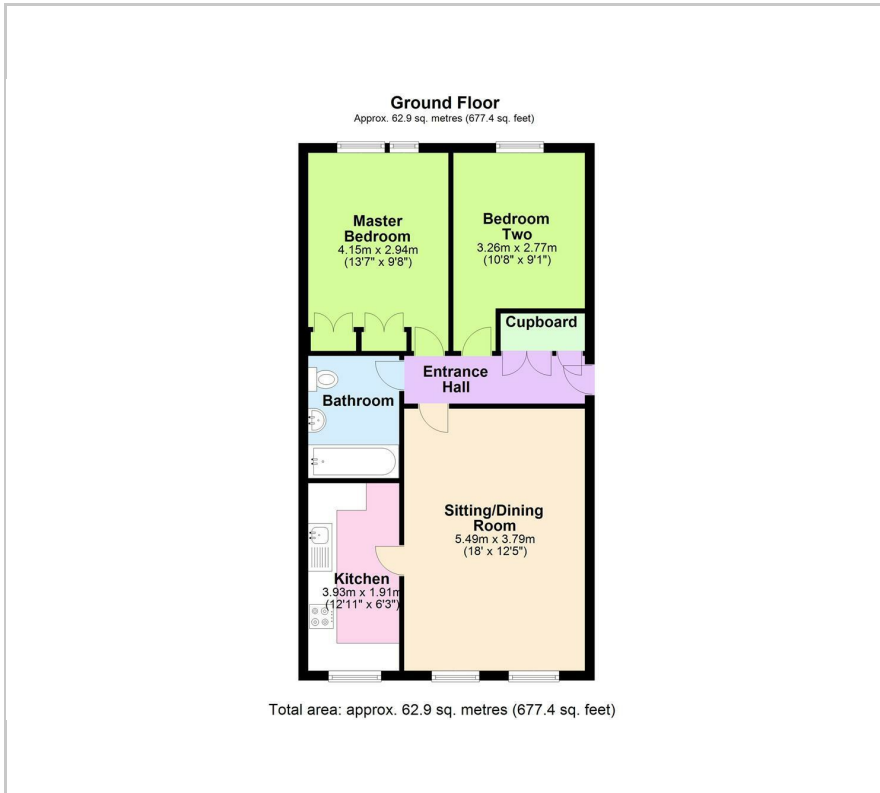 Ground Floor
Approx. 62.9 sq. metres (677.4 sq. feet)
Master
Bedroom
4.15m x 2.94m
(13'7" x 9'8")
Bedroom
Two
3.26m x 2.77m
(10'8" x 9'1")
Cupboard
Entrance
Hall
Bathroom
Sitting/Dining
Room
5.49m x 3.79m
(18' x 12'5")
Kitchen
3.93m x 1.91m
(12'11" x 6'3")
Total area: approx. 62.9 sq. metres (677.4 sq. feet)